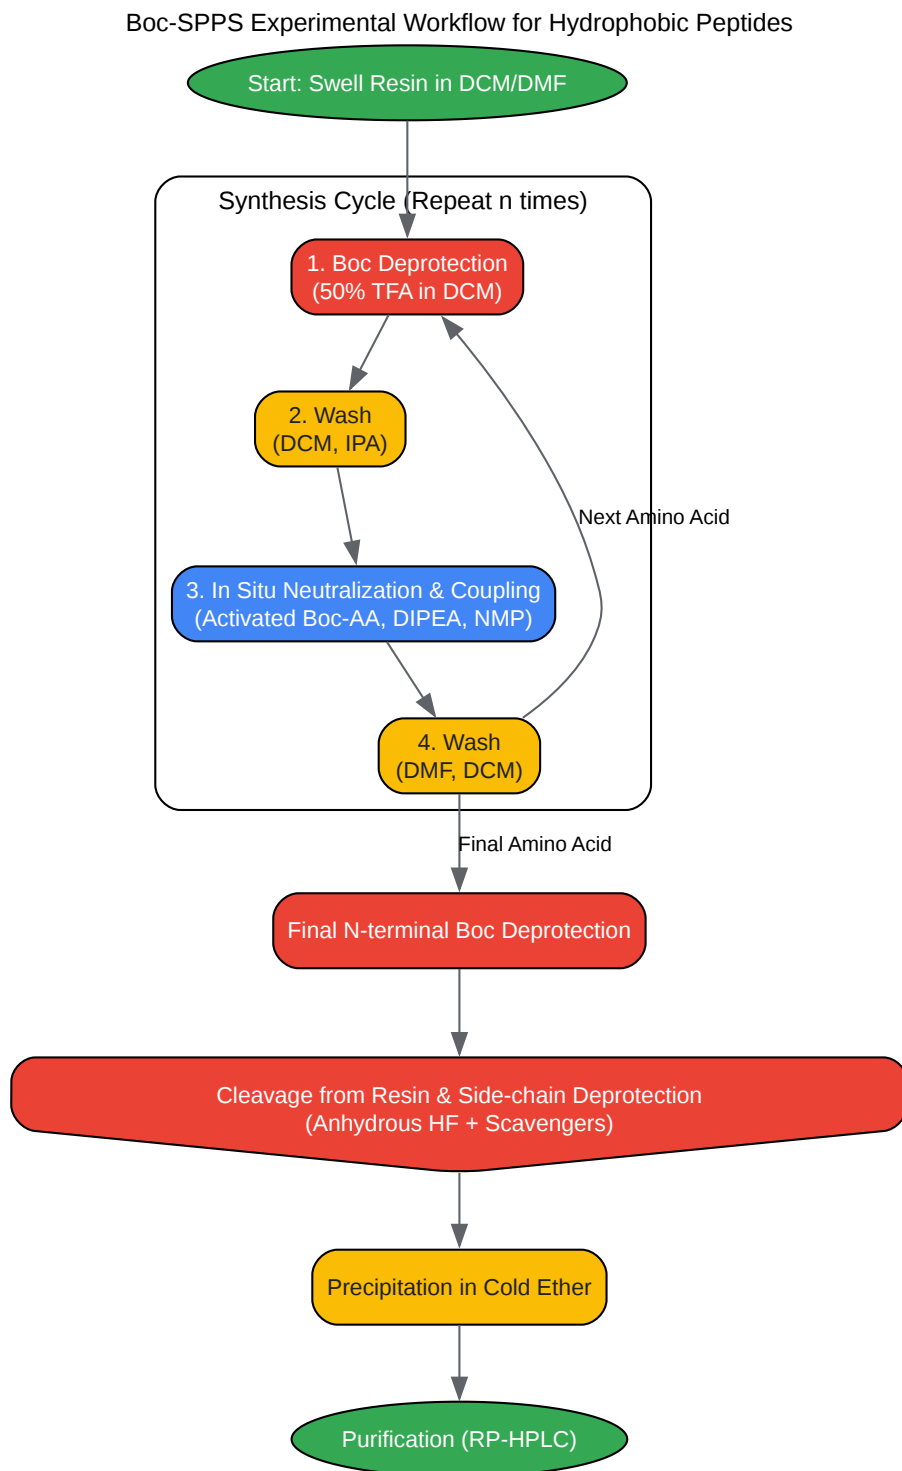 Boc-SPPS Experimental Workflow for Hydrophobic Peptides
Start: Swell Resin in DCM/DMF
Synthesis Cycle (Repeat n times)
1. Boc Deprotection
(50% TFA in DCM)
2. Wash
(DCM, IPA)
Next Amino Acid
3. In Situ Neutralization & Coupling
(Activated Boc-AA, DIPEA, NMP)
4. Wash
(DMF, DCM)
Final Amino Acid
Final N-terminal Boc Deprotection
Cleavage from Resin & Side-chain Deprotection
(Anhydrous HF + Scavengers)
Precipitation in Cold Ether
Purification (RP-HPLC)